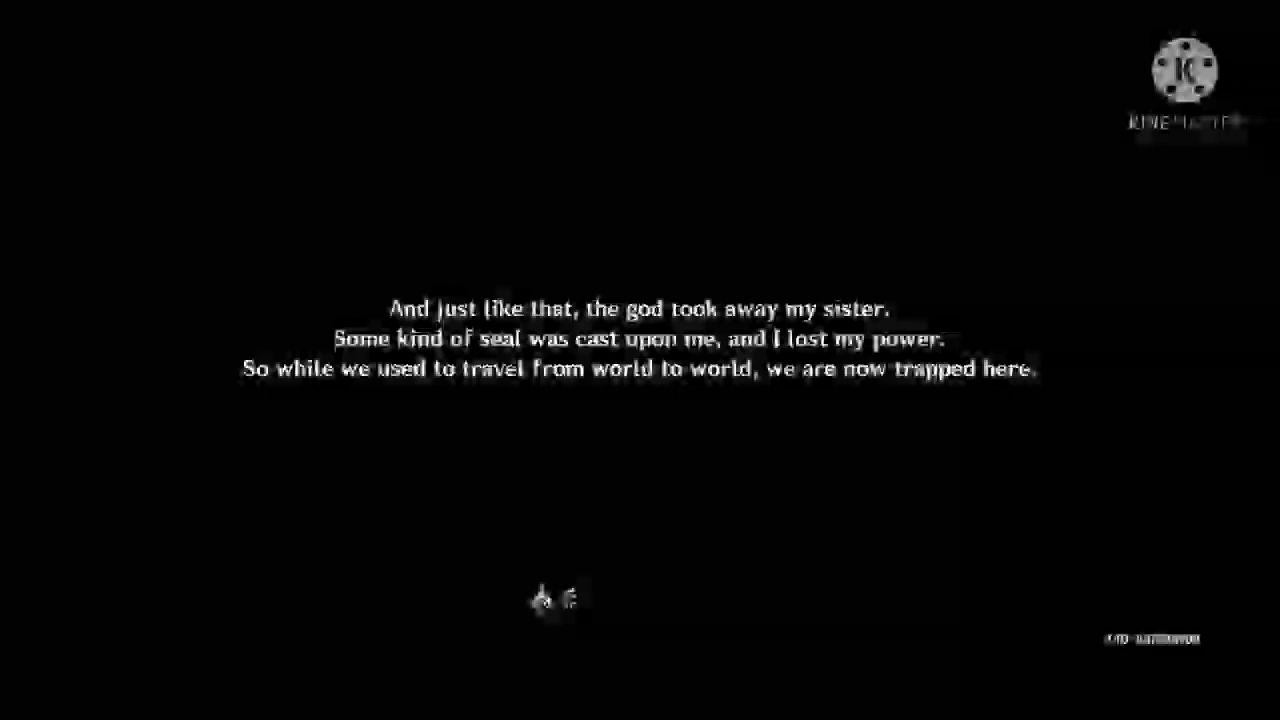 KINEMASTER
And just like that, the god took away my sister.
Some kind of seal was cast upon me, and I lost my power.
So while we used to travel from world to world, we are now trapped here.